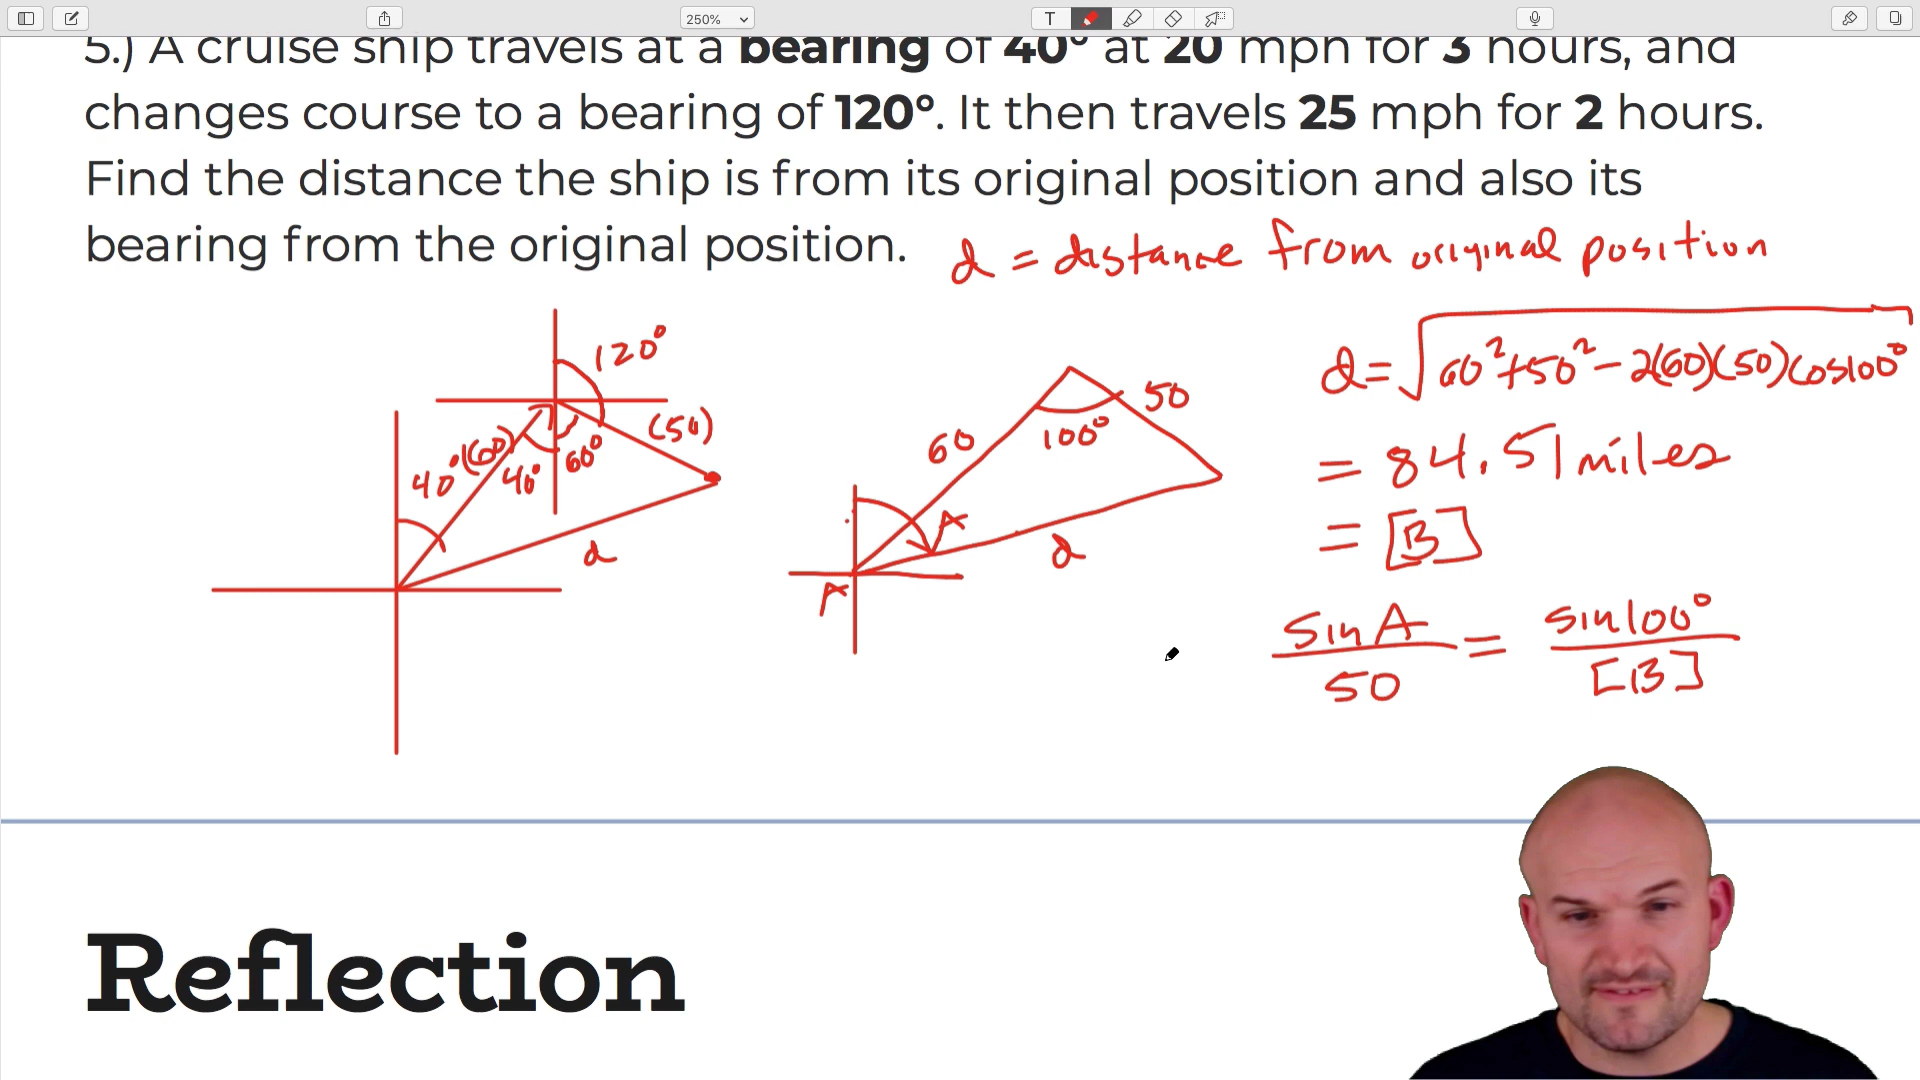 250%
T
5.) A cruise ship travels at a bearing of 40° at 20 mph for 3 hours, and
changes course to a bearing of 120°. It then travels 25 mph for 2 hours.
Find the distance the ship is from its original position and also its
bearing from the original position.
d = distance from original position
120°
(50)
(60)
40°
40°
60°
d
60
50
100°
A
d
A
d = √60² + 50² - 2(60)(50)cos100°
= 84.51 miles
= [B]
sin A / 50 = sin100° / [B]
Reflection